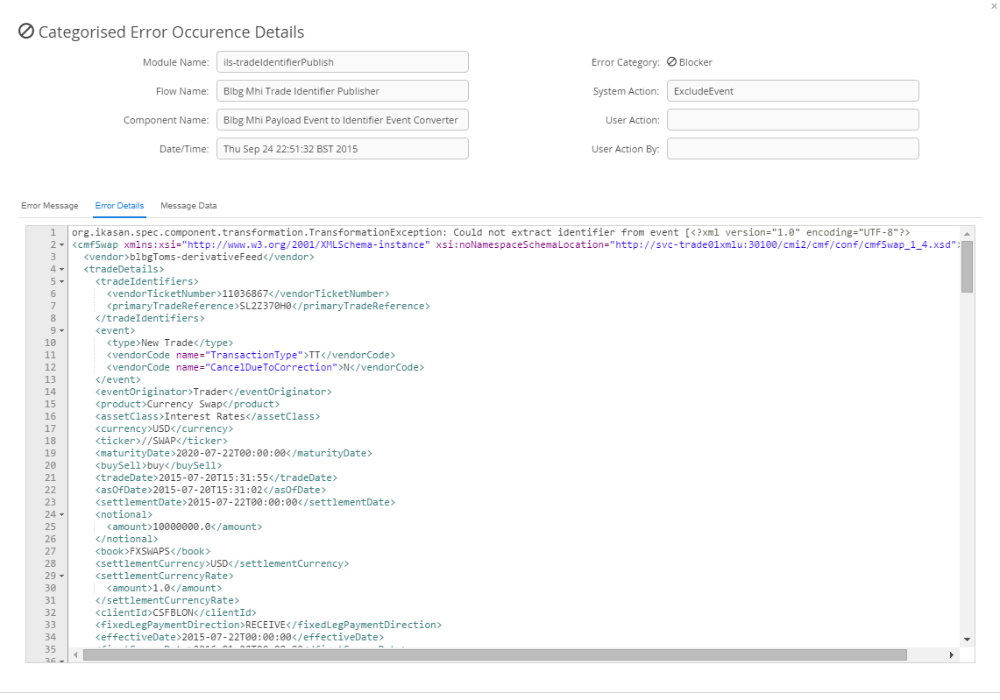 ×
Categorised Error Occurence Details
Module Name: ils-tradeIdentifierPublish
Error Category: Blocker
Flow Name: Blbg Mhi Trade Identifier Publisher
System Action: ExcludeEvent
Component Name: Blbg Mhi Payload Event to Identifier Event Converter
User Action:
Date/Time: Thu Sep 24 22:51:32 BST 2015
User Action By:
Error Message Error Details Message Data
1 org.ikasan.spec.component.transformation.TransformationException: Could not extract identifier from event [<?xml version="1.0" encoding="UTF-8"?>
2 <cmfSwap xmlns:xsi="http://www.w3.org/2001/XMLSchema-instance" xsi:noNamespaceSchemaLocation="http://svc-trade01xmlu:30100/cmi2/cmf/conf/cmfSwap_1_4.xsd">
3 <vendor>blbgToms-derivativeFeed</vendor>
4 <tradeDetails>
5 <tradeIdentifiers>
6 <vendorTicketNumber>11036867</vendorTicketNumber>
7 <primaryTradeReference>SL2Z370H0</primaryTradeReference>
8 </tradeIdentifiers>
9 <event>
10 <type>New Trade</type>
11 <vendorCode name="TransactionType">TT</vendorCode>
12 <vendorCode name="CancelDueToCorrection">N</vendorCode>
13 </event>
14 <eventOriginator>Trader</eventOriginator>
15 <product>Currency Swap</product>
16 <assetClass>Interest Rates</assetClass>
17 <currency>USD</currency>
18 <ticker>//SWAP</ticker>
19 <maturityDate>2020-07-22T00:00:00</maturityDate>
20 <buySell>buy</buySell>
21 <tradeDate>2015-07-20T15:31:55</tradeDate>
22 <asOfDate>2015-07-20T15:31:02</asOfDate>
23 <settlementDate>2015-07-22T00:00:00</settlementDate>
24 <notional>
25 <amount>10000000.0</amount>
26 </notional>
27 <book>FXSWAPS</book>
28 <settlementCurrency>USD</settlementCurrency>
29 <settlementCurrencyRate>
30 <amount>1.0</amount>
31 </settlementCurrencyRate>
32 <clientId>CSFBLON</clientId>
33 <fixedLegPaymentDirection>RECEIVE</fixedLegPaymentDirection>
34 <effectiveDate>2015-07-22T00:00:00</effectiveDate>
35
36